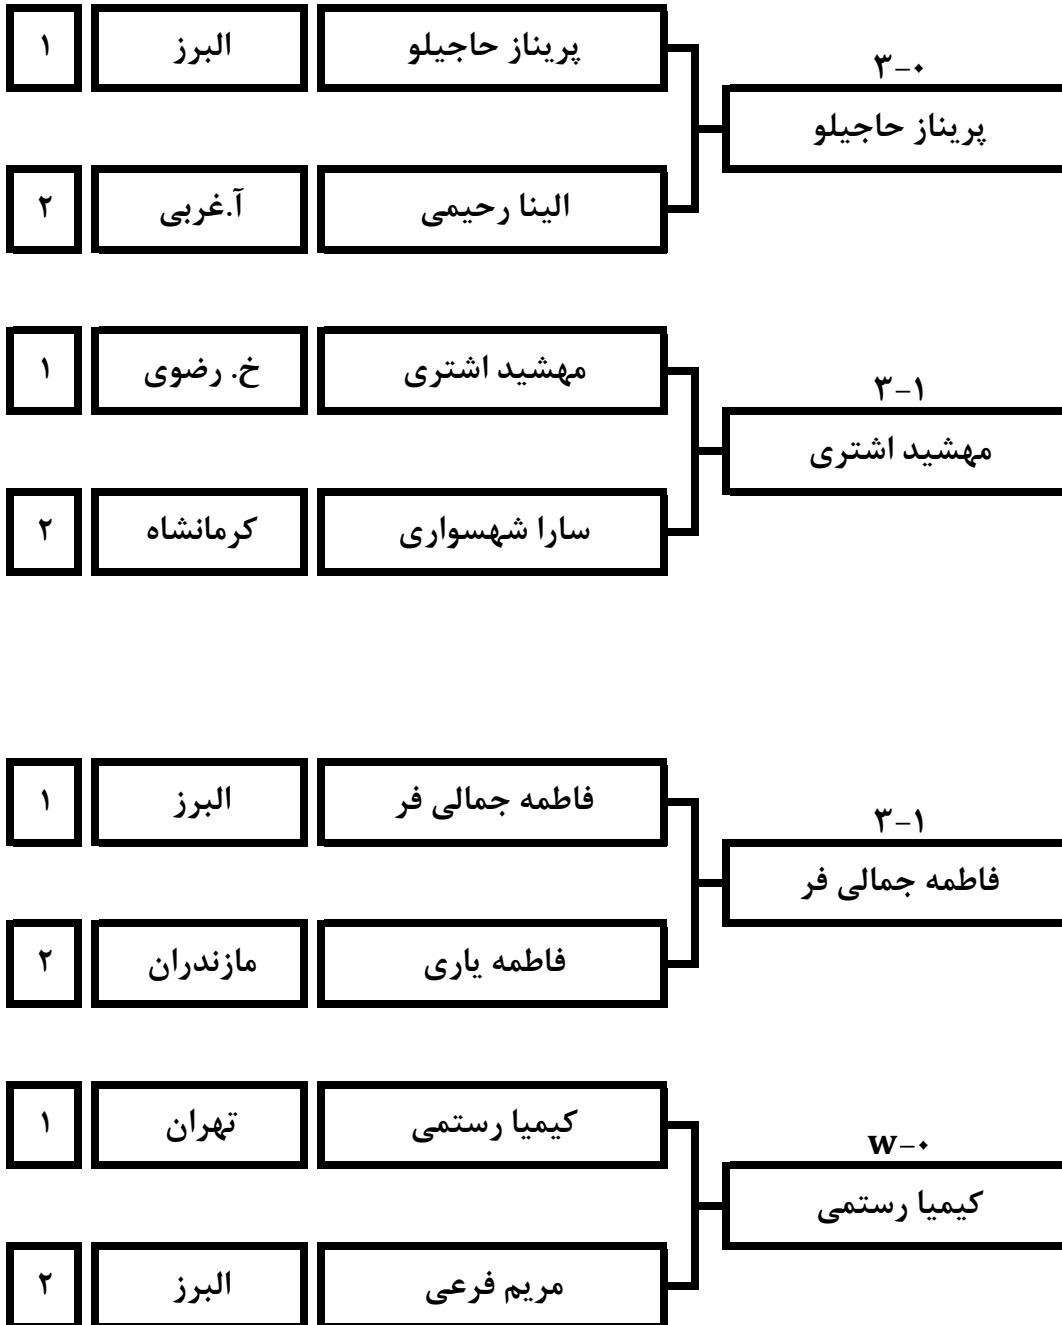 ۱ البرز پریناز حاجیلو
۳-۰
پریناز حاجیلو
۲ آ.غربی الینا رحیمی
۱ خ. رضوی مهشید اشتری
۳-۱
مهشید اشتری
۲ کرمانشاه سارا شهسواری
۱ البرز فاطمه جمالی فر
۳-۱
فاطمه جمالی فر
۲ مازندران فاطمه یاری
۱ تهران کیمیا رستمی
w-۰
کیمیا رستمی
۲ البرز مریم فرعی